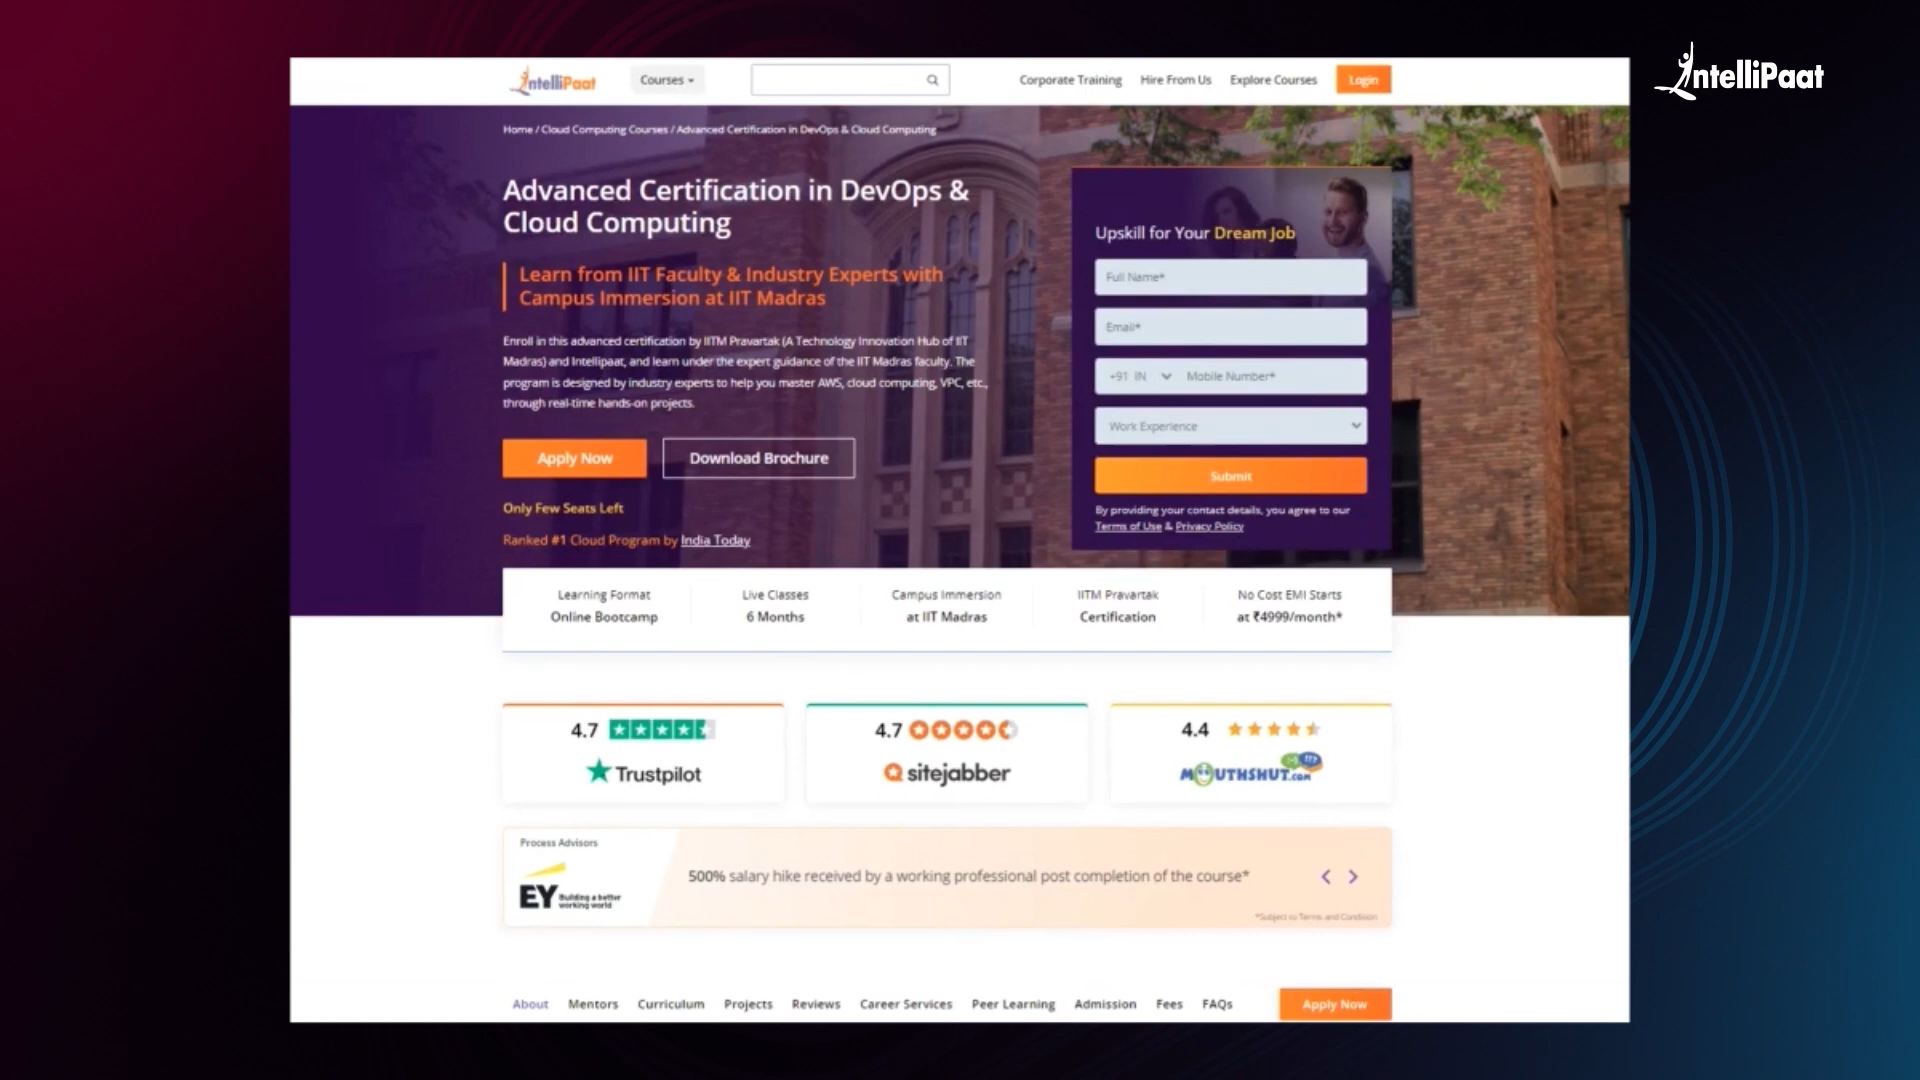 IntelliPaat
IntelliPaat
Courses
Corporate Training
Hire From Us
Explore Courses
Login
Home / Cloud Computing Courses / Advanced Certification in DevOps & Cloud Computing
Advanced Certification in DevOps &
Cloud Computing
Learn from IIT Faculty & Industry Experts with
Campus Immersion at IIT Madras
Enroll in this advanced certification by IITM Pravartak (A Technology Innovation Hub of IIT
Madras) and Intellipaat, and learn under the expert guidance of the IIT Madras faculty. The
program is designed by industry experts to help you master AWS, cloud computing, VPC, etc.,
through real-time hands-on projects.
Apply Now
Download Brochure
Only Few Seats Left
Ranked #1 Cloud Program by India Today
Upskill for Your Dream Job
Full Name*
Email*
+91 IN
Mobile Number*
Work Experience
Submit
By providing your contact details, you agree to our
Terms of Use & Privacy Policy
Learning Format
Online Bootcamp
Live Classes
6 Months
Campus Immersion
at IIT Madras
IITM Pravartak
Certification
No Cost EMI Starts
at ₹4999/month*
4.7
Trustpilot
4.7
sitejabber
4.4
MOUTHSHUT.COM
Process Advisors
EY
Building a better
working world
500% salary hike received by a working professional post completion of the course*
*Subject to Terms and Condition
About
Mentors
Curriculum
Projects
Reviews
Career Services
Peer Learning
Admission
Fees
FAQs
Apply Now